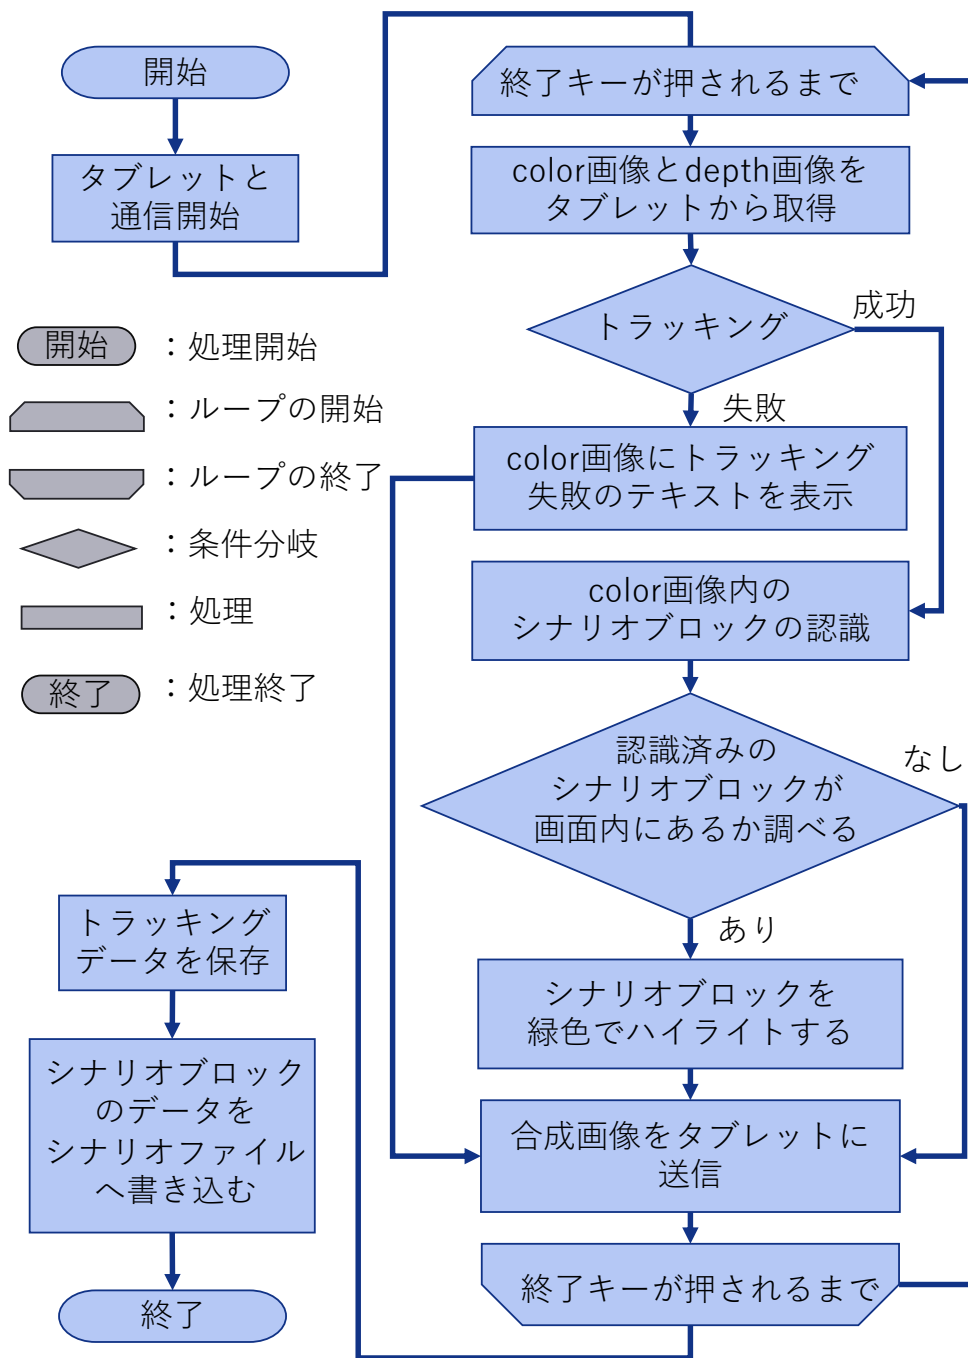 開始
タブレットと
通信開始
終了キーが押されるまで
color画像とdepth画像を
タブレットから取得
トラッキング
成功
失敗
color画像にトラッキング
失敗のテキストを表示
color画像内の
シナリオブロックの認識
認識済みの
シナリオブロックが
画面内にあるか調べる
なし
あり
シナリオブロックを
緑色でハイライトする
合成画像をタブレットに
送信
終了キーが押されるまで
トラッキング
データを保存
シナリオブロック
のデータを
シナリオファイル
へ書き込む
終了
開始 ：処理開始
：ループの開始
：ループの終了
：条件分岐
：処理
終了 ：処理終了